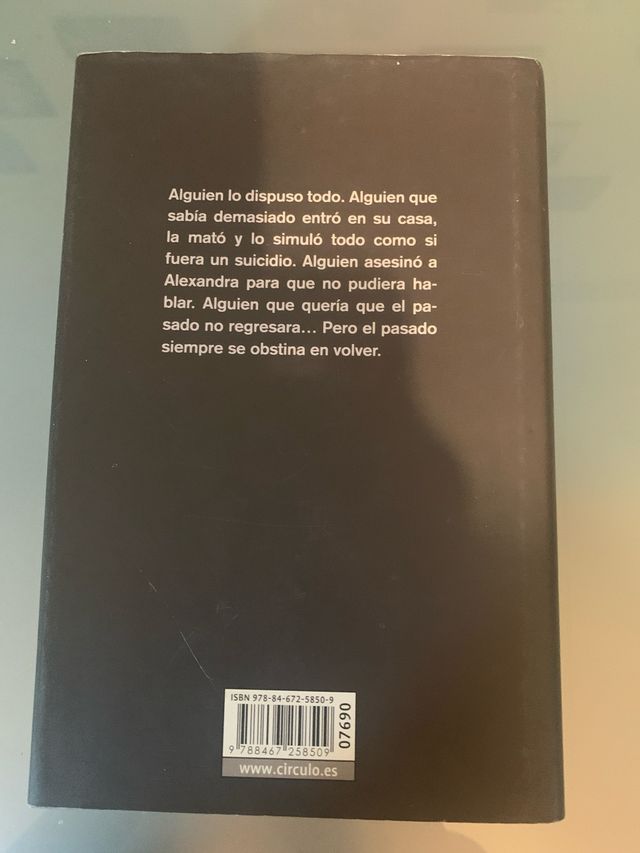 Alguien lo dispuso todo. Alguien que
sabía demasiado entró en su casa,
la mató y lo simuló todo como si
fuera un suicidio. Alguien asesinó a
Alexandra para que no pudiera ha-
blar. Alguien que quería que el pa-
sado no regresara... Pero el pasado
siempre se obstina en volver.
ISBN 978-84-672-5850-9
07690
9 788467 258509
www.circulo.es